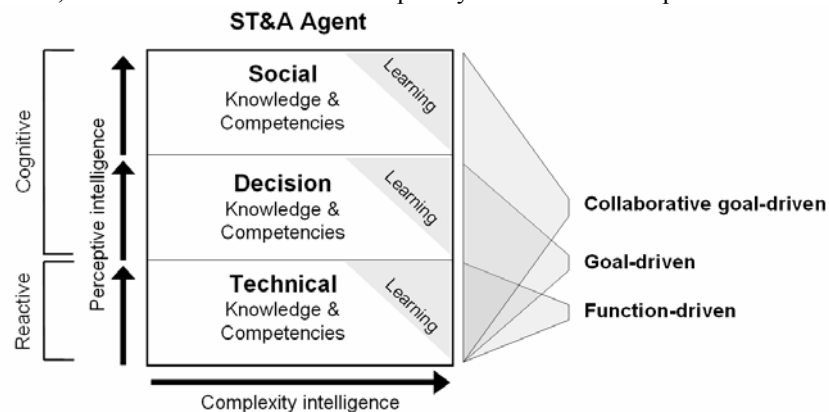 ST&A Agent
Cognitive
Reactive
Perceptive intelligence
Social
Knowledge &
Competencies
Learning
Decision
Knowledge &
Competencies
Learning
Technical
Knowledge &
Competencies
Learning
Collaborative goal-driven
Goal-driven
Function-driven
Complexity intelligence